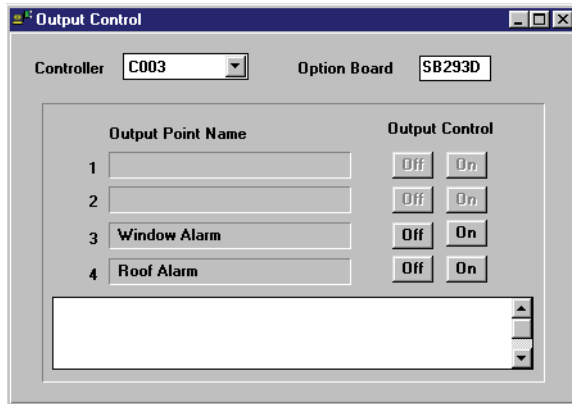 Output Control
Controller C003 Option Board SB293D
Output Point Name Output Control
1 Off On
2 Off On
3 Window Alarm Off On
4 Roof Alarm Off On